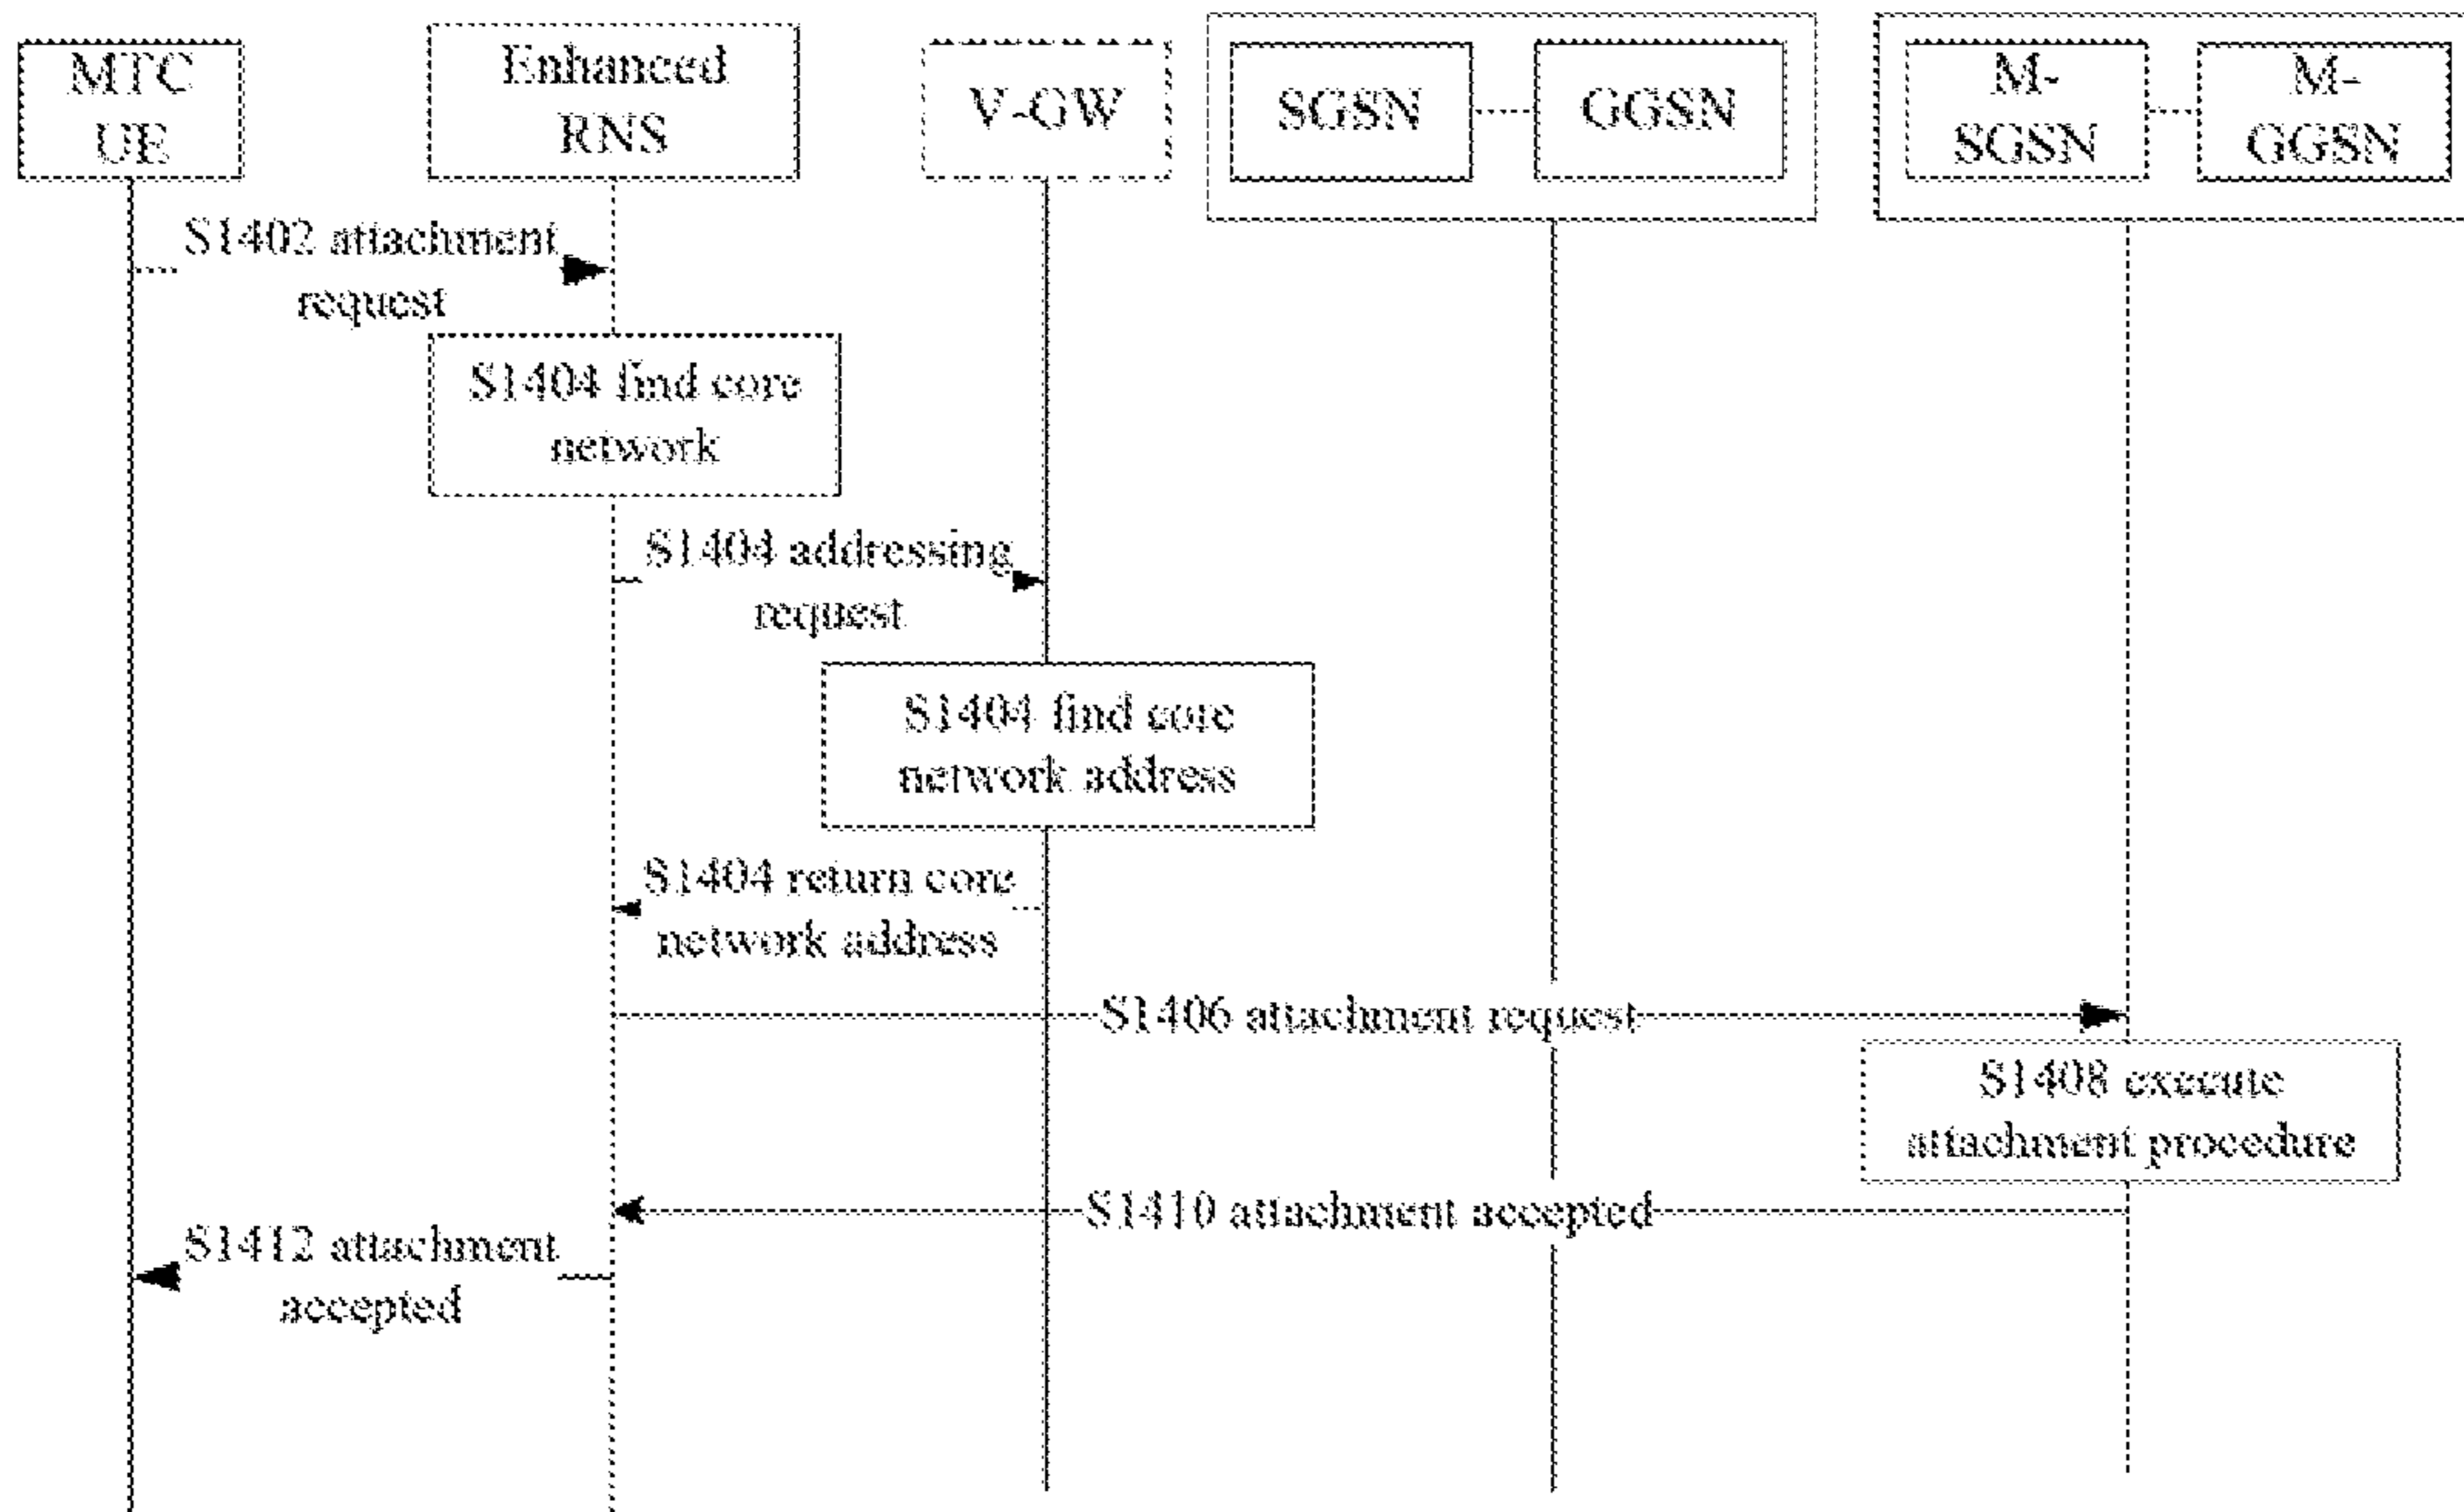 MTC
UE
Enhanced
RNS
V-GW
SGSN
GGSN
M-
SGSN
M-
GGSN
S1402 attachment
request
S1404 find core
network
S1404 addressing
request
S1404 find core
network address
S1404 return core
network address
S1406 attachment request
S1408 execute
attachment procedure
S1410 attachment accepted
S1412 attachment
accepted